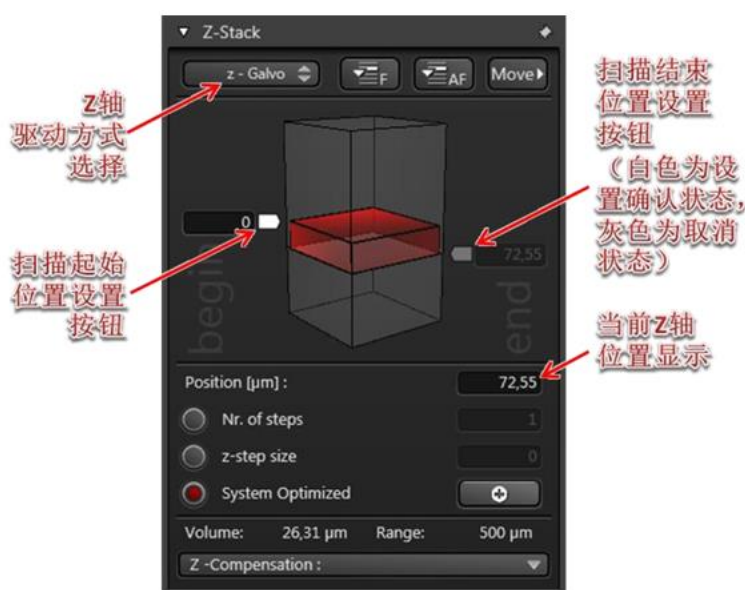 Z-Stack
z - Galvo
F
AF
Move
Z轴
驱动方式
选择
扫描结束
位置设置
按钮
（白色为设
置确认状态，
灰色为取消
状态）
0
72,55
begin
end
扫描起始
位置设置
按钮
当前Z轴
位置显示
Position [µm] :
72,55
Nr. of steps
1
z-step size
0
System Optimized
Volume: 26,31 µm Range: 500 µm
Z -Compensation :